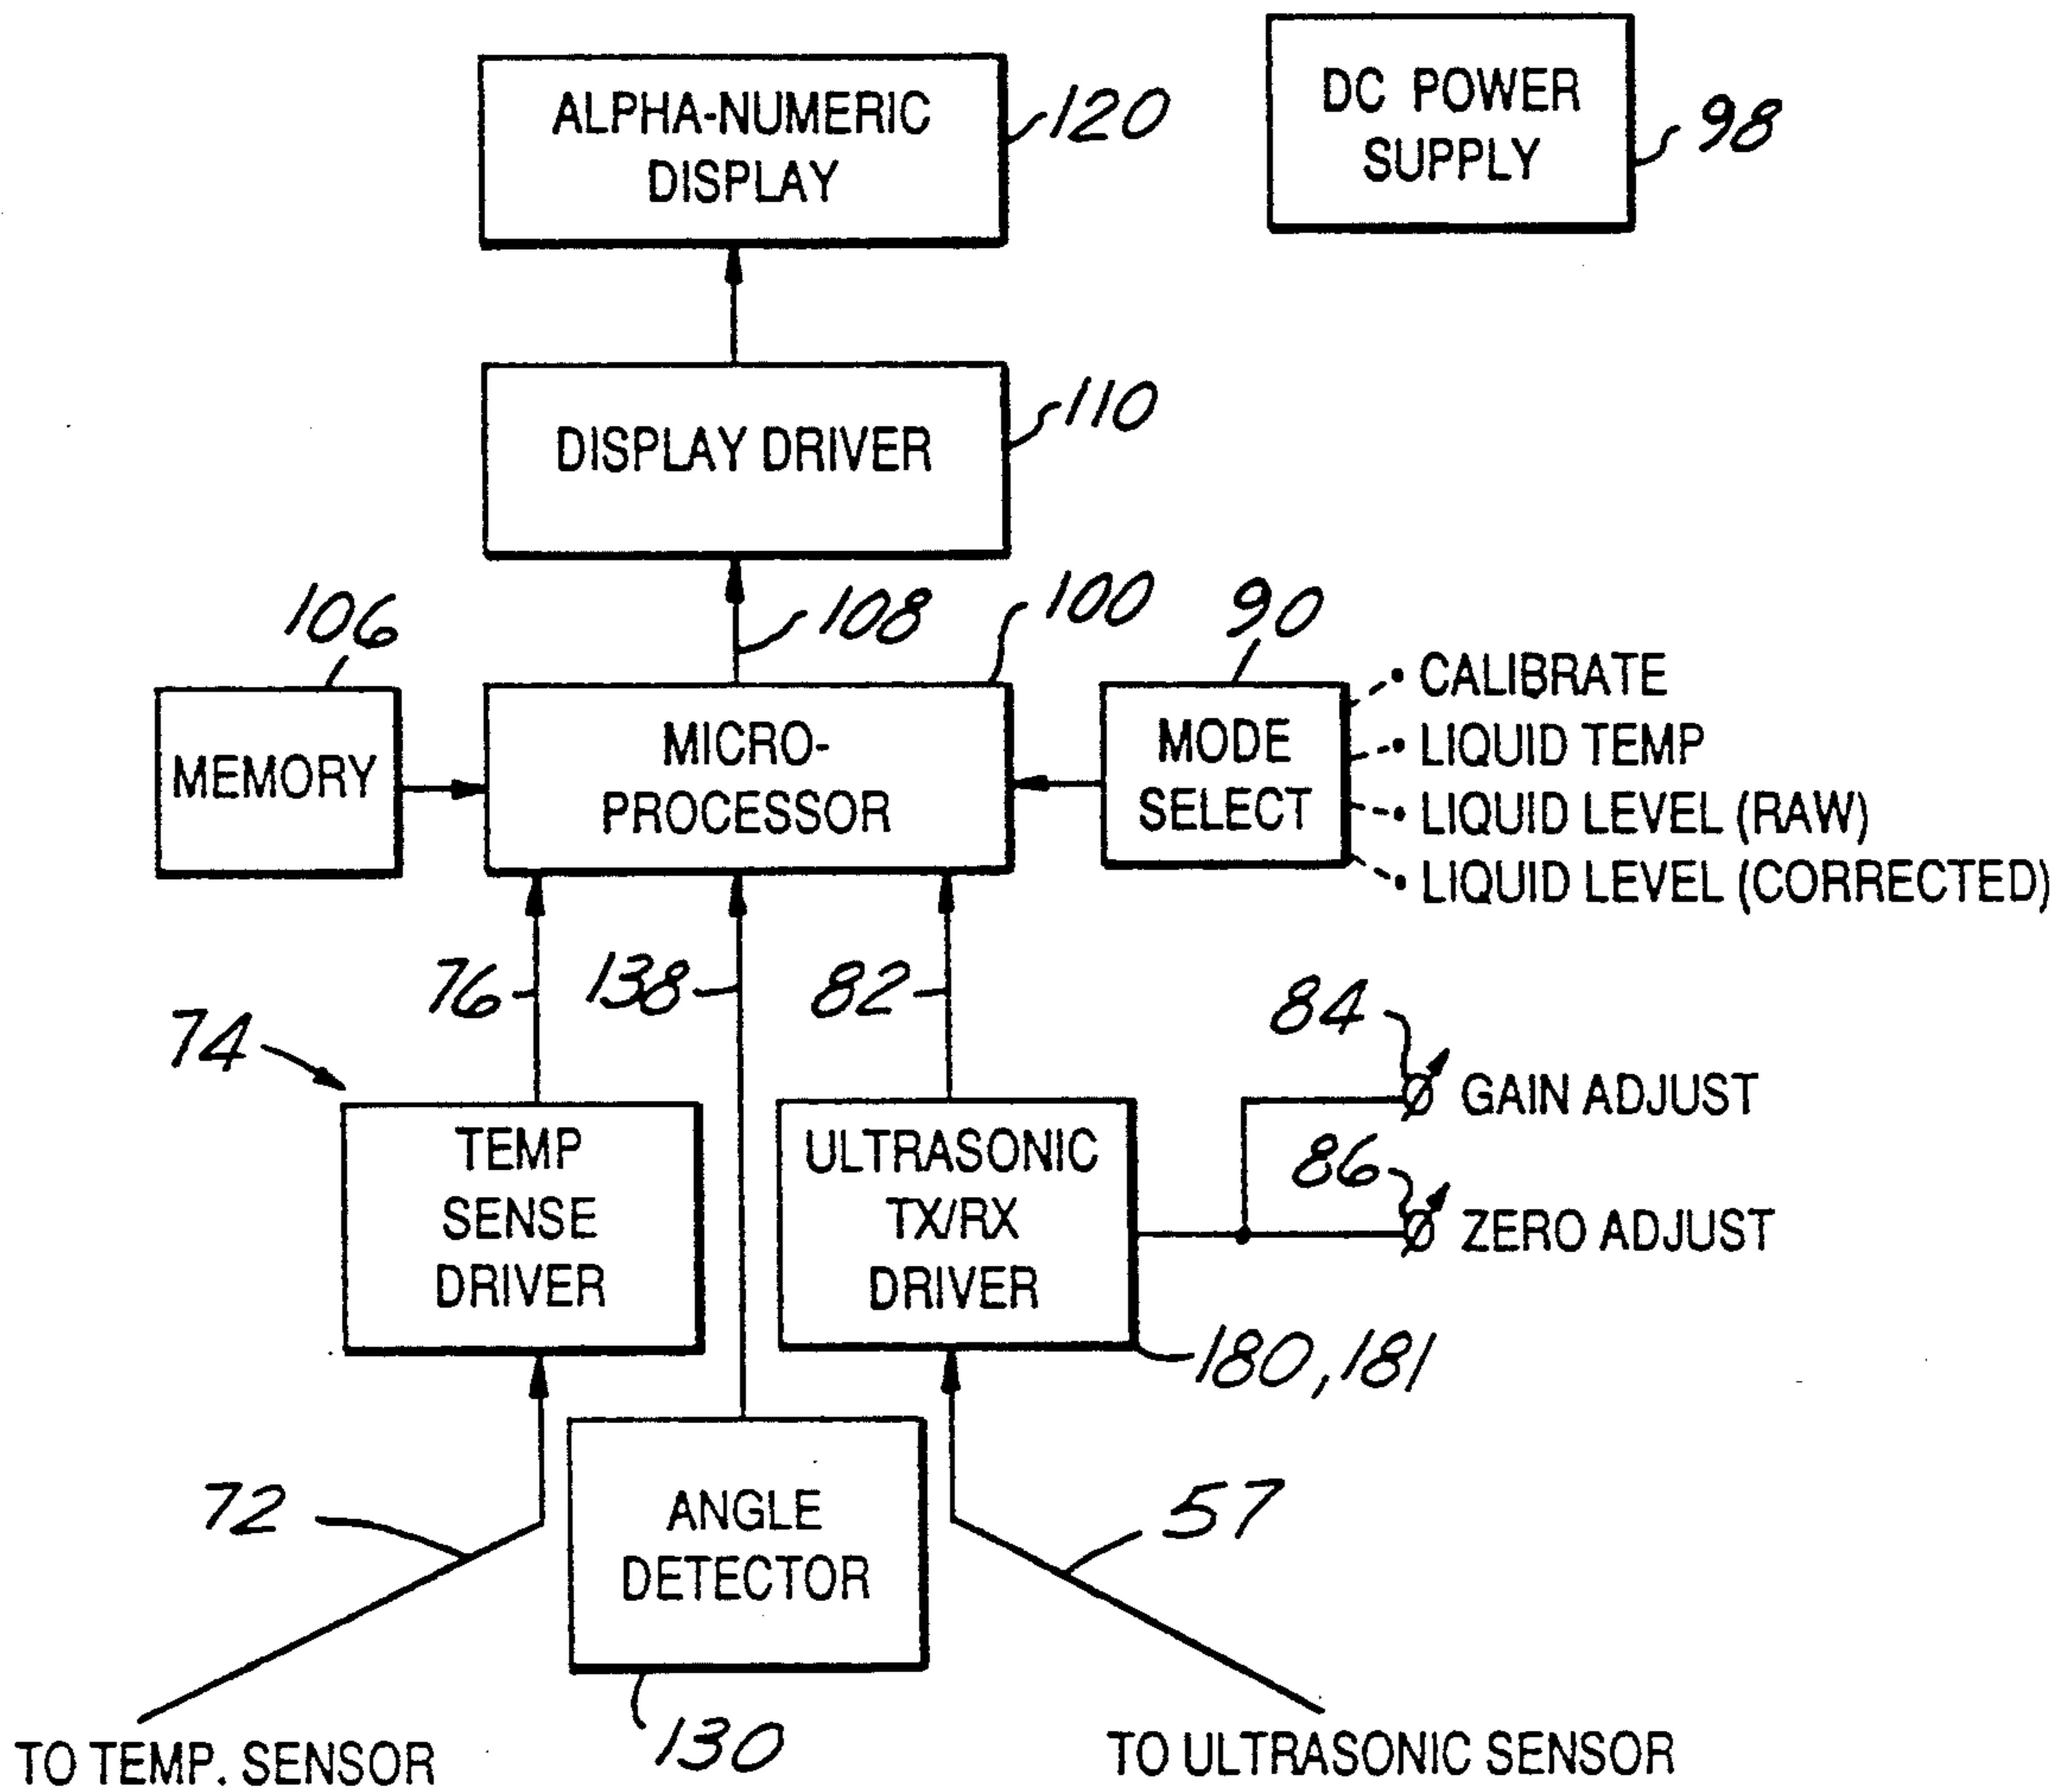 ALPHA-NUMERIC
DISPLAY
120
DC POWER
SUPPLY
98
DISPLAY DRIVER
110
106
108
100
90
MEMORY
MICRO-
PROCESSOR
MODE
SELECT
• CALIBRATE
• LIQUID TEMP
• LIQUID LEVEL (RAW)
• LIQUID LEVEL (CORRECTED)
76
138
82
74
84
GAIN ADJUST
86
ZERO ADJUST
TEMP
SENSE
DRIVER
ULTRASONIC
TX/RX
DRIVER
180, 181
72
ANGLE
DETECTOR
57
130
TO TEMP. SENSOR
TO ULTRASONIC SENSOR